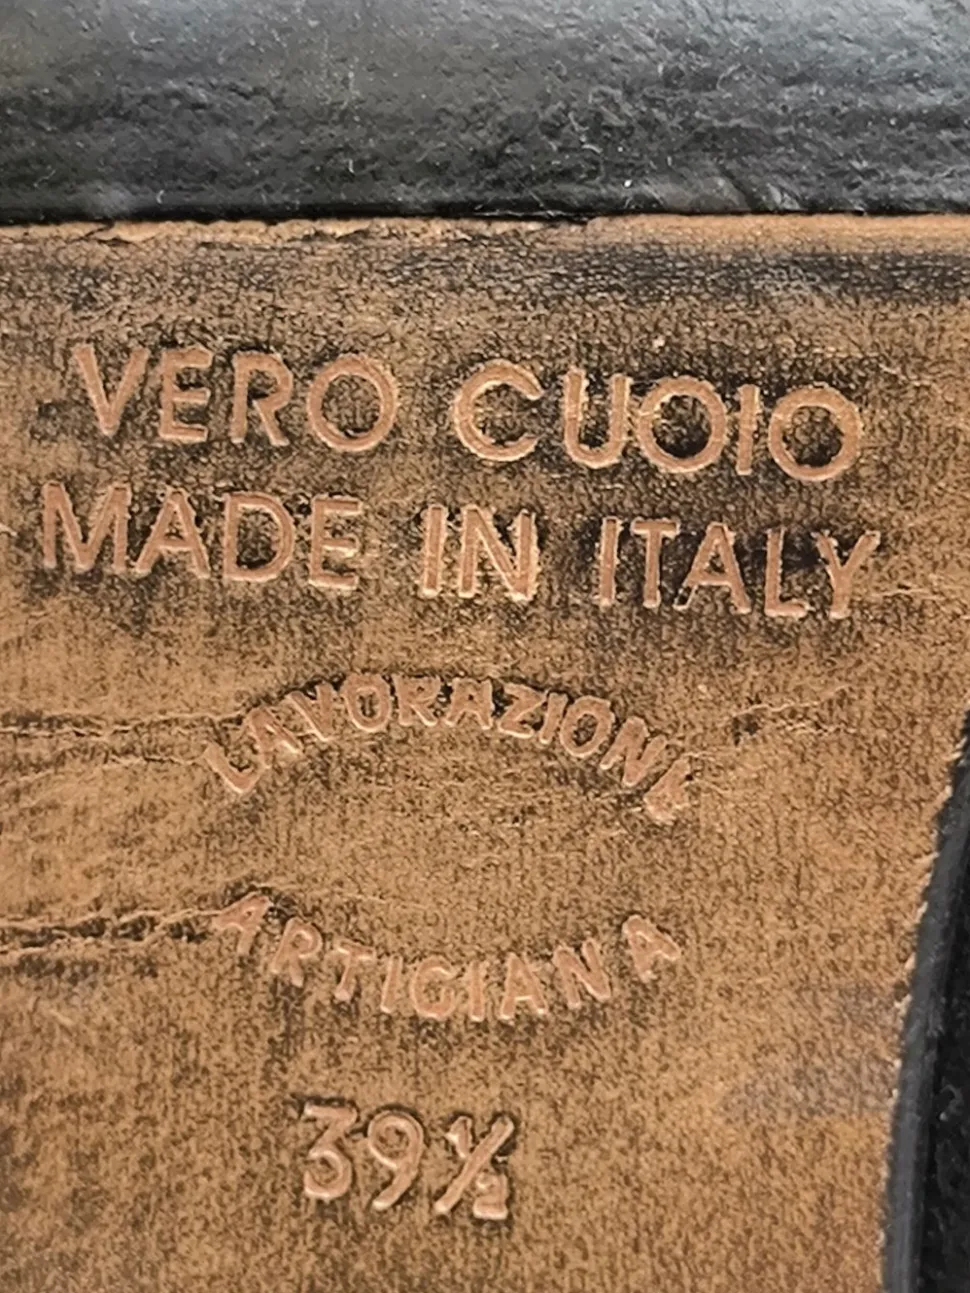 VERO CUOIO
MADE IN ITALY
LAVORAZIONE
ARTIGIANA
39½